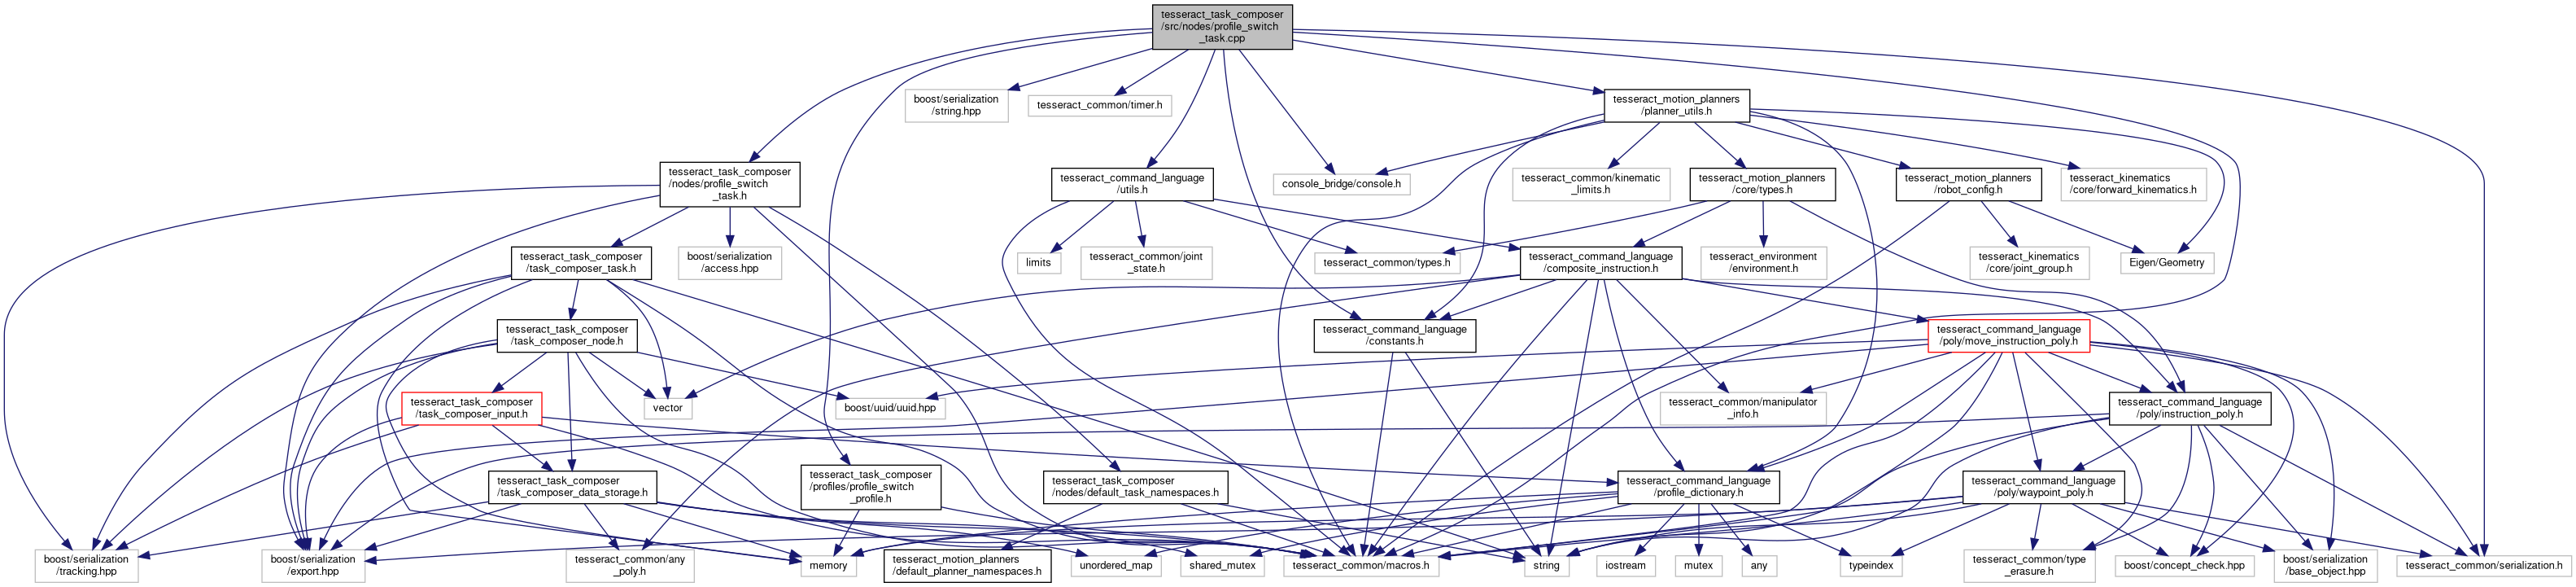 tesseract_task_composer
/src/nodes/profile_switch
_task.cpp
boost/serialization
/string.hpp
tesseract_common/timer.h
tesseract_motion_planners
/planner_utils.h
tesseract_task_composer
/nodes/profile_switch
_task.h
tesseract_command_language
/utils.h
console_bridge/console.h
tesseract_common/kinematic
_limits.h
tesseract_motion_planners
/core/types.h
tesseract_motion_planners
/robot_config.h
tesseract_kinematics
/core/forward_kinematics.h
tesseract_task_composer
/task_composer_task.h
boost/serialization
/access.hpp
limits
tesseract_common/joint
_state.h
tesseract_common/types.h
tesseract_command_language
/composite_instruction.h
tesseract_environment
/environment.h
tesseract_kinematics
/core/joint_group.h
Eigen/Geometry
tesseract_task_composer
/task_composer_node.h
tesseract_command_language
/constants.h
tesseract_command_language
/poly/move_instruction_poly.h
tesseract_task_composer
/task_composer_input.h
vector
boost/uuid/uuid.hpp
tesseract_common/manipulator
_info.h
tesseract_command_language
/poly/instruction_poly.h
tesseract_task_composer
/task_composer_data_storage.h
tesseract_task_composer
/profiles/profile_switch
_profile.h
tesseract_task_composer
/nodes/default_task_namespaces.h
tesseract_command_language
/profile_dictionary.h
tesseract_command_language
/poly/waypoint_poly.h
boost/serialization
/tracking.hpp
boost/serialization
/export.hpp
tesseract_common/any
_poly.h
memory
tesseract_motion_planners
/default_planner_namespaces.h
unordered_map
shared_mutex
tesseract_common/macros.h
string
iostream
mutex
any
typeindex
tesseract_common/type
_erasure.h
boost/concept_check.hpp
boost/serialization
/base_object.hpp
tesseract_common/serialization.h